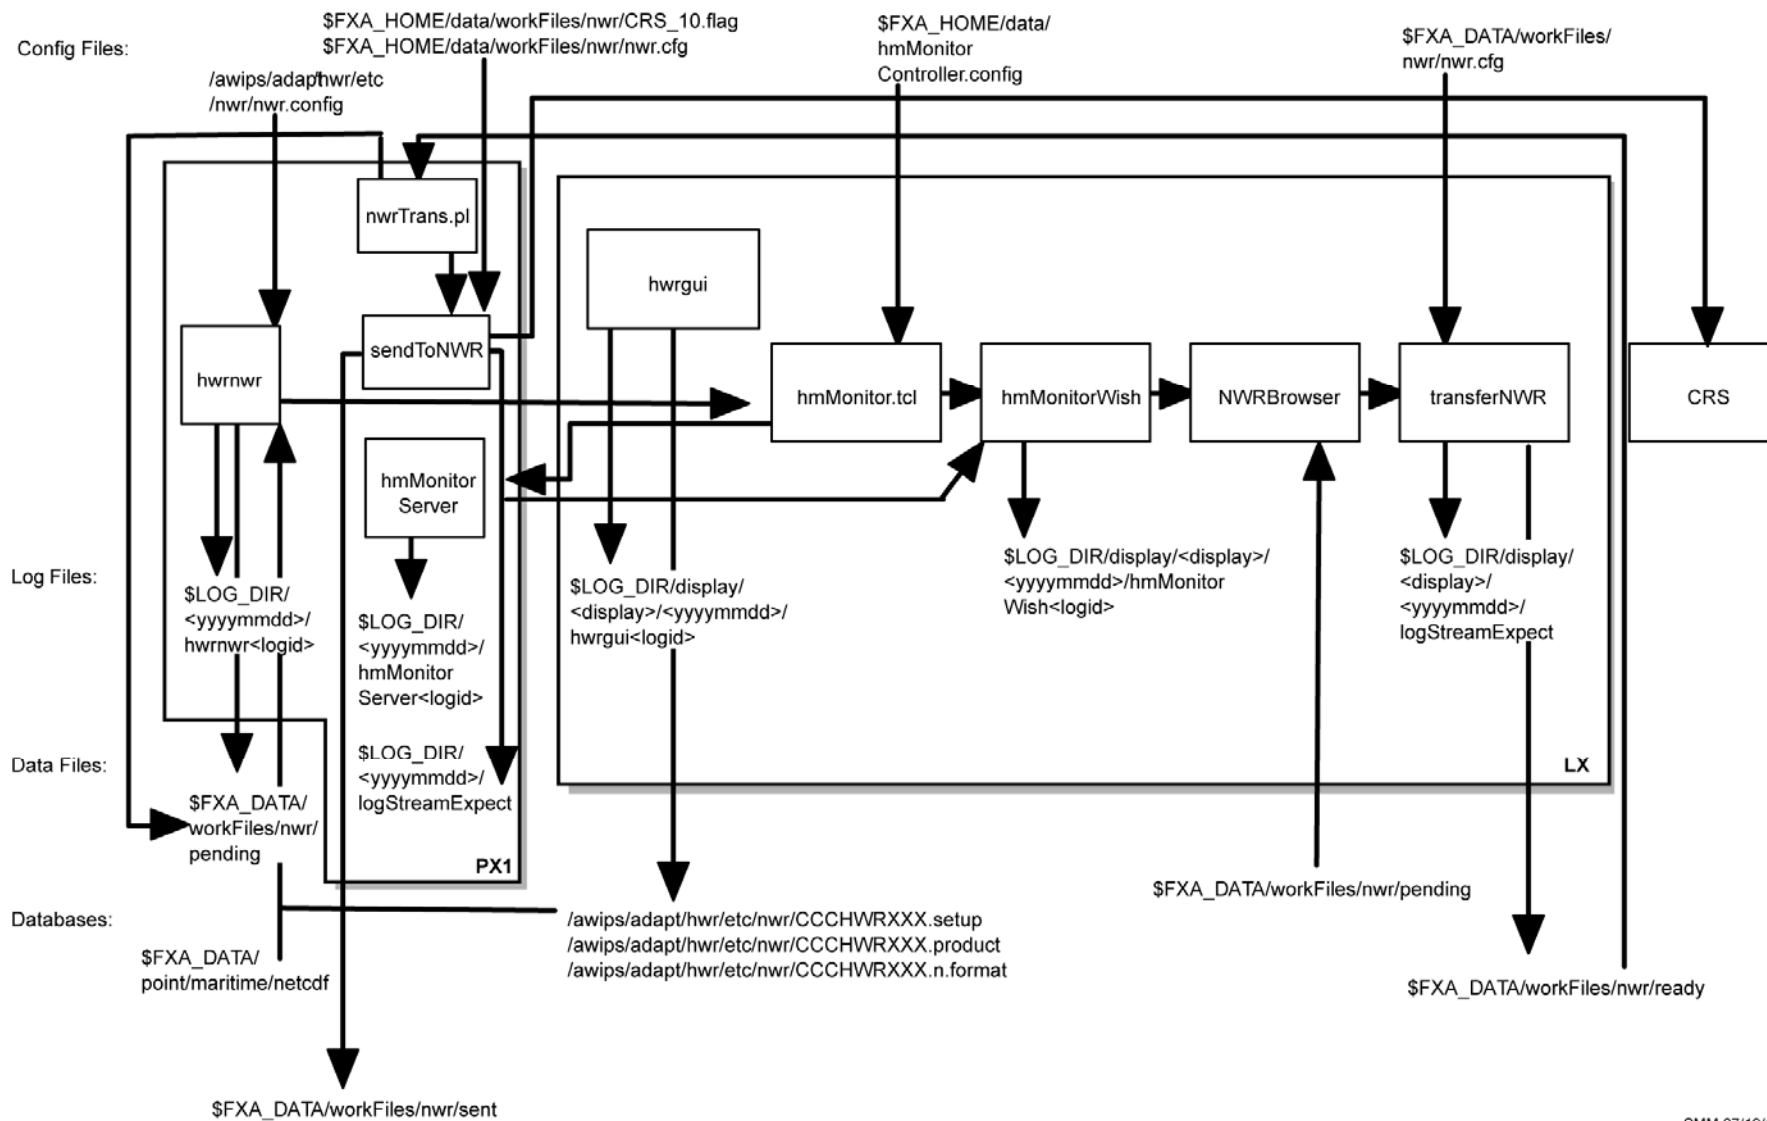 Config Files:
$FXA_HOME/data/workFiles/nwr/CRS_10.flag
$FXA_HOME/data/workFiles/nwr/nwr.cfg
/awips/adapt/hwr/etc
/nwr/nwr.config
$FXA_HOME/data/
hmMonitor
Controller.config
$FXA_DATA/workFiles/
nwr/nwr.cfg
nwrTrans.pl
sendToNWR
hwrnwr
hmMonitor
Server
hwrgui
hmMonitor.tcl
hmMonitorWish
NWRBrowser
transferNWR
CRS
Log Files:
$LOG_DIR/
<yyyymmdd>/
hwrnwr<logid>
$LOG_DIR/
<yyyymmdd>/
hmMonitor
Server<logid>
$LOG_DIR/display/
<display>/<yyyymmdd>/
hwrgui<logid>
$LOG_DIR/display/<display>/
<yyyymmdd>/hmMonitor
Wish<logid>
$LOG_DIR/display/
<display>/
<yyyymmdd>/
logStreamExpect
$LOG_DIR/
<yyyymmdd>/
logStreamExpect
LX
PX1
Data Files:
$FXA_DATA/
workFiles/nwr/
pending
$FXA_DATA/workFiles/nwr/pending
Databases:
$FXA_DATA/
point/maritime/netcdf
/awips/adapt/hwr/etc/nwr/CCCHWRXXX.setup
/awips/adapt/hwr/etc/nwr/CCCHWRXXX.product
/awips/adapt/hwr/etc/nwr/CCCHWRXXX.n.format
$FXA_DATA/workFiles/nwr/ready
$FXA_DATA/workFiles/nwr/sent